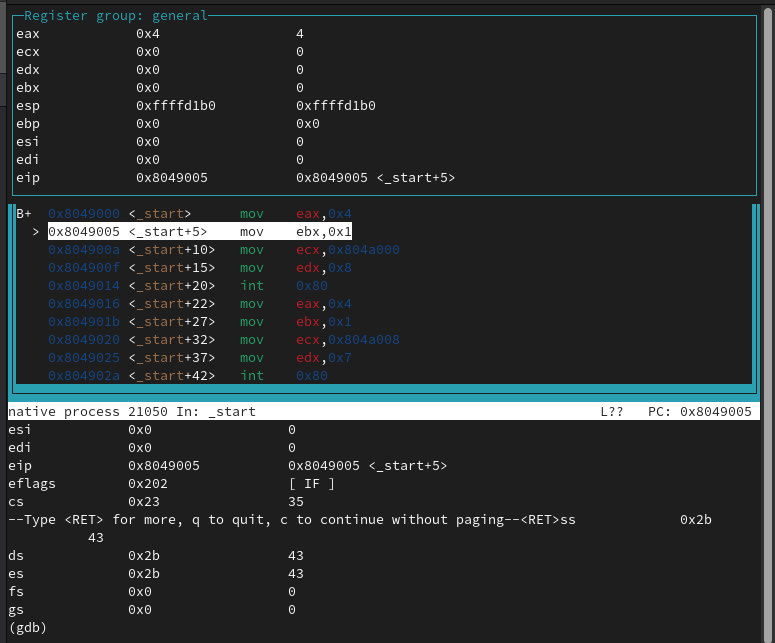 Register group: general
eax 0x4 4
ecx 0x0 0
edx 0x0 0
ebx 0x0 0
esp 0xffffd1b0 0xffffd1b0
ebp 0x0 0x0
esi 0x0 0
edi 0x0 0
eip 0x8049005 0x8049005 <_start+5>
B+ 0x8049000 <_start> mov eax,0x4
> 0x8049005 <_start+5> mov ebx,0x1
0x804900a <_start+10> mov ecx,0x804a000
0x804900f <_start+15> mov edx,0x8
0x8049014 <_start+20> int 0x80
0x8049016 <_start+22> mov eax,0x4
0x804901b <_start+27> mov ebx,0x1
0x8049020 <_start+32> mov ecx,0x804a008
0x8049025 <_start+37> mov edx,0x7
0x804902a <_start+42> int 0x80
native process 21050 In: _start L?? PC: 0x8049005
esi 0x0 0
edi 0x0 0
eip 0x8049005 0x8049005 <_start+5>
eflags 0x202 [ IF ]
cs 0x23 35
--Type <RET> for more, q to quit, c to continue without paging--<RET>ss 0x2b
43
ds 0x2b 43
es 0x2b 43
fs 0x0 0
gs 0x0 0
(gdb)